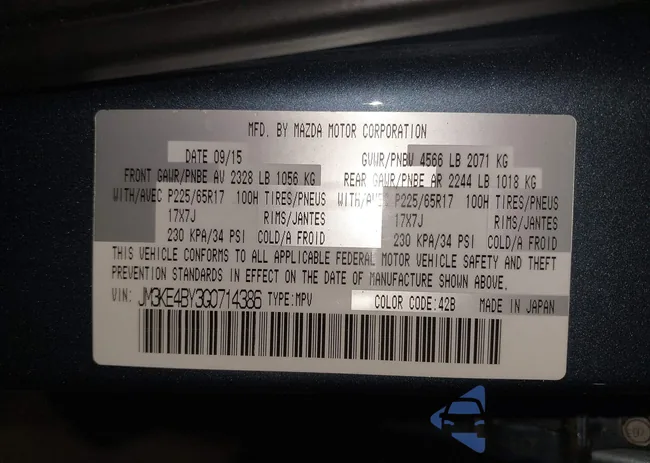 MFD. BY MAZDA MOTOR CORPORATION
DATE 09/15 GVWR/PNBV 4566 LB 2071 KG
FRONT GAWR/PNBE AV 2328 LB 1056 KG REAR GAWR/PNBE AR 2244 LB 1018 KG
WITH/AVEC P225/65R17 100H TIRES/PNEUS WITH/AVEC P225/65R17 100H TIRES/PNEUS
17X7J RIMS/JANTES 17X7J RIMS/JANTES
230 KPA/34 PSI COLD/A FROID 230 KPA/34 PSI COLD/A FROID
THIS VEHICLE CONFORMS TO ALL APPLICABLE FEDERAL MOTOR VEHICLE SAFETY AND THEFT
PREVENTION STANDARDS IN EFFECT ON THE DATE OF MANUFACTURE SHOWN ABOVE.
VIN: JM3KE4BY3G0714386 TYPE:MPV COLOR CODE:42B MADE IN JAPAN